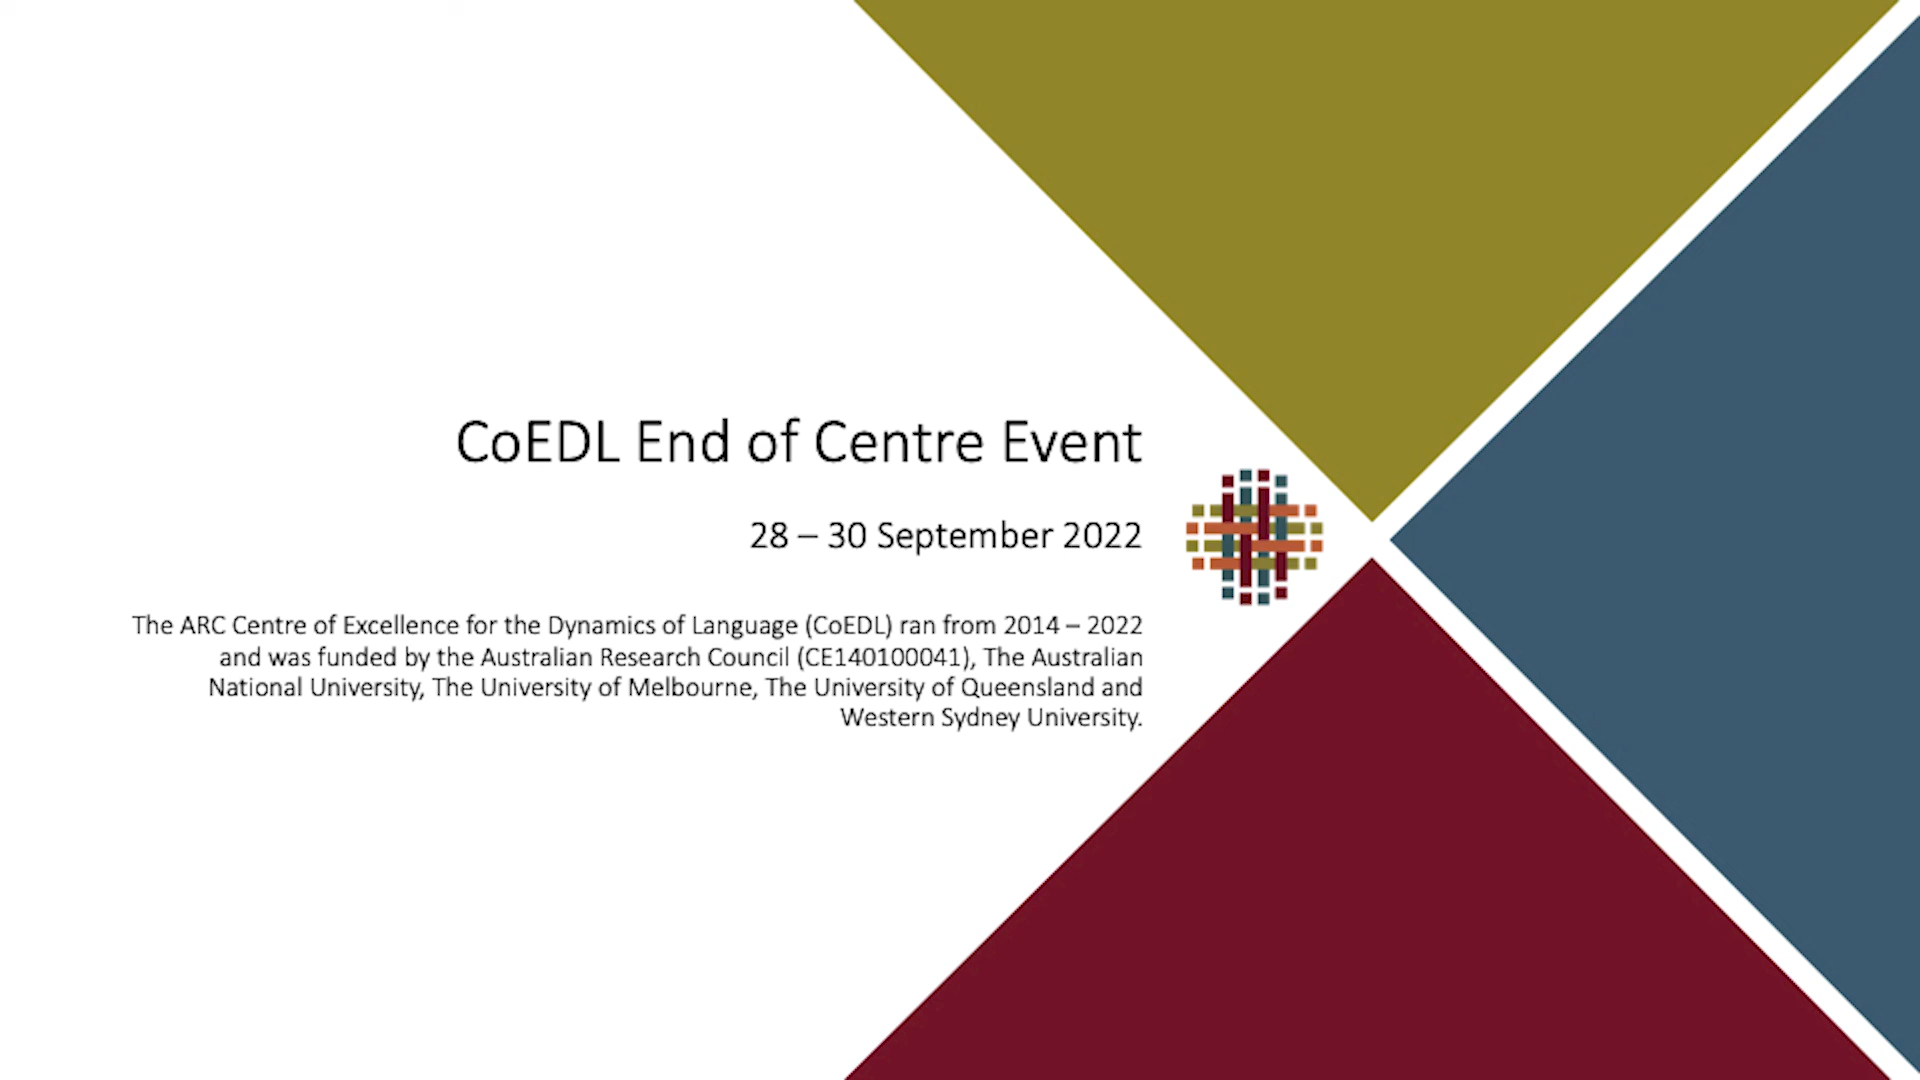 CoEDL End of Centre Event
28 – 30 September 2022
The ARC Centre of Excellence for the Dynamics of Language (CoEDL) ran from 2014 – 2022
and was funded by the Australian Research Council (CE140100041), The Australian
National University, The University of Melbourne, The University of Queensland and
Western Sydney University.